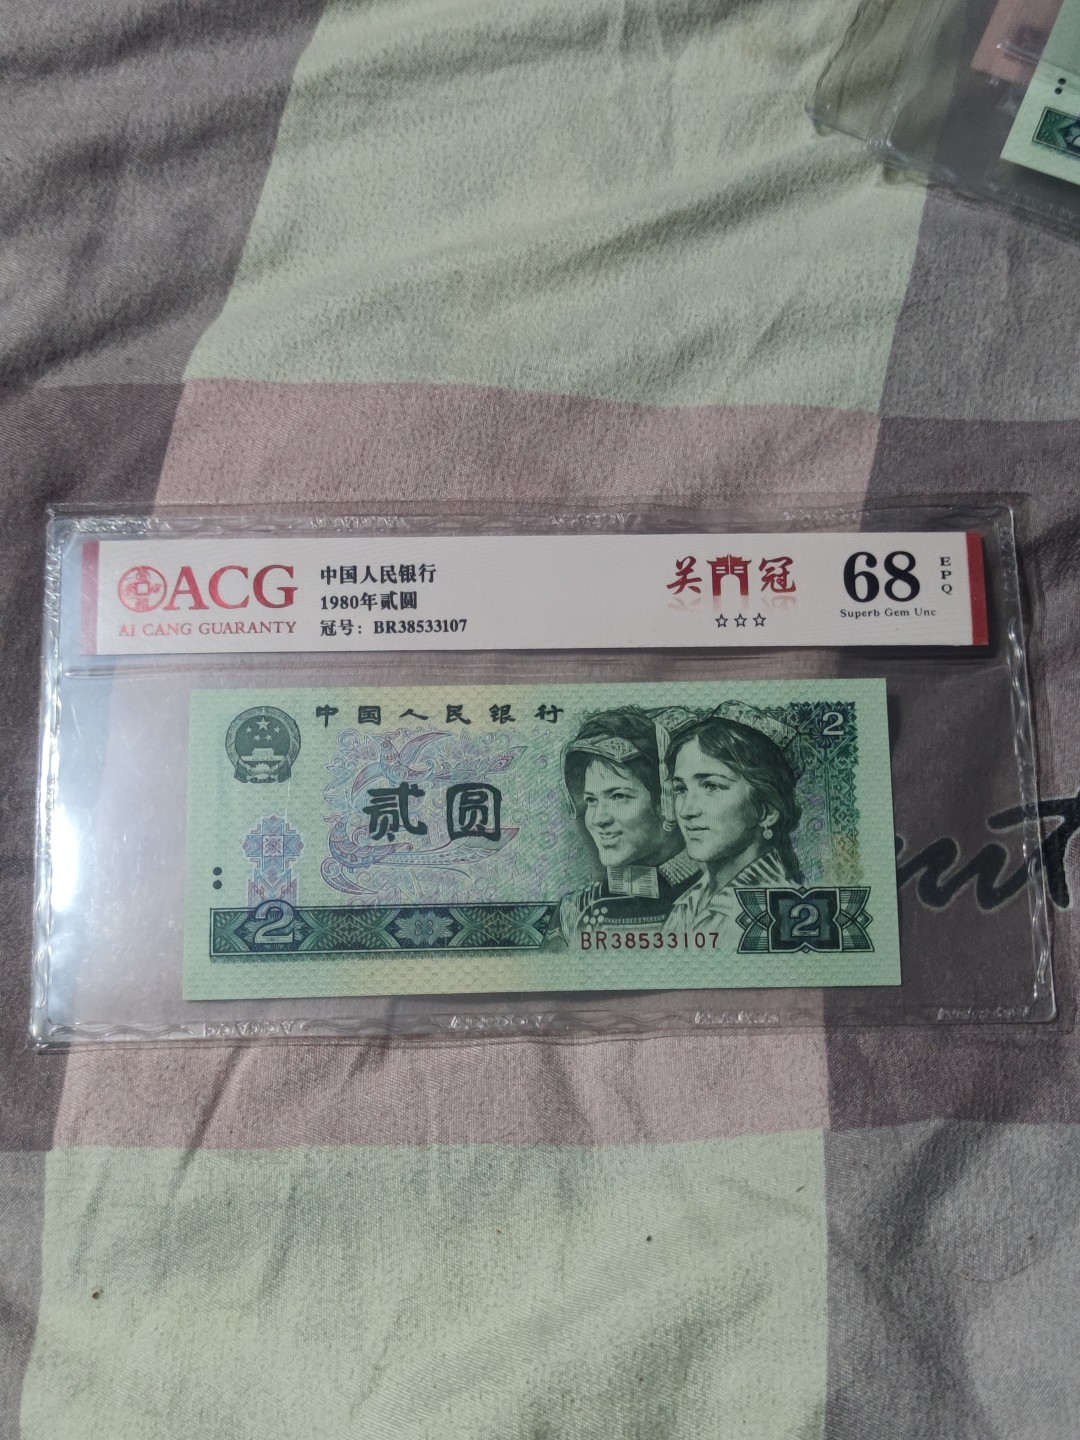 ACG
AI CANG GUARANTY
中国人民银行
1980年贰圆
冠号：BR38533107
关门冠
☆☆☆
68
EPQ
Superb Gem Unc
中国人民银行
2
贰圆
2
BR38533107
2